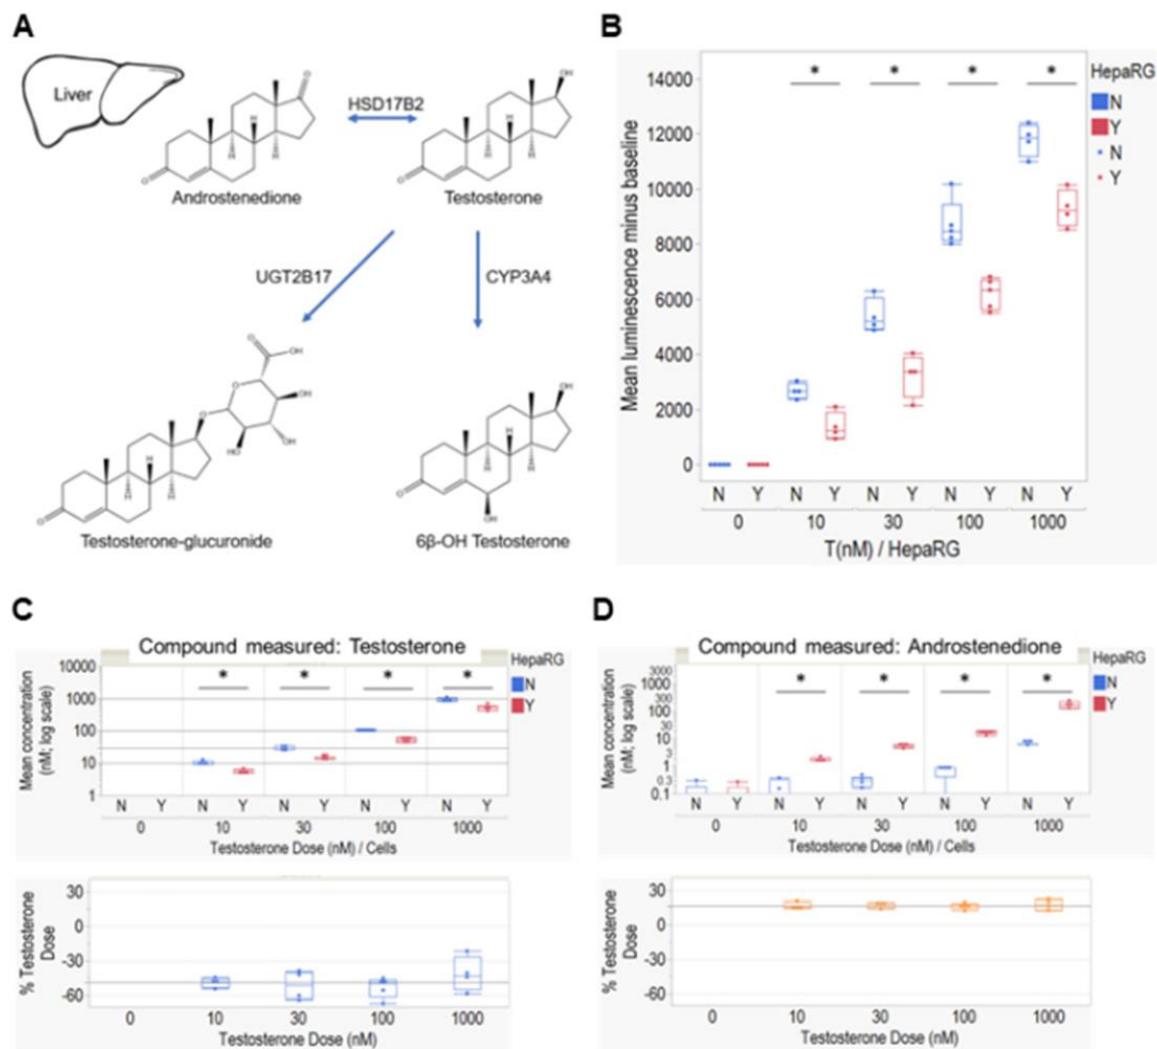 A
Liver
HSD17B2
Androstenedione
Testosterone
UGT2B17
CYP3A4
Testosterone-glucuronide
6β-OH Testosterone
B
Mean luminescence minus baseline
14000
12000
10000
8000
6000
4000
2000
0
* * * *
HepaRG
N
Y
N
Y
N Y N Y N Y N Y N Y
0 10 30 100 1000
T(nM) / HepaRG
C
Compound measured: Testosterone
Mean concentration
(nM; log scale)
10000
1000
100
10
1
* * * *
HepaRG
N
Y
N Y N Y N Y N Y N Y
0 10 30 100 1000
Testosterone Dose (nM) / Cells
% Testosterone
Dose
30
0
-30
-60
0 10 30 100 1000
Testosterone Dose (nM)
D
Compound measured: Androstenedione
Mean concentration
(nM; log scale)
3000
1000
300
100
30
10
3
1
0.3
0.1
* * * *
HepaRG
N
Y
N Y N Y N Y N Y N Y
0 10 30 100 1000
Testosterone Dose (nM) / Cells
% Testosterone
Dose
30
0
-30
-60
0 10 30 100 1000
Testosterone Dose (nM)